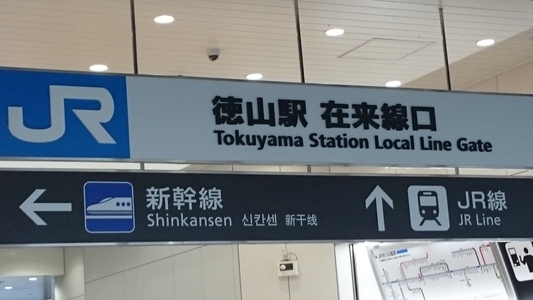 JR
徳山駅 在来線口
Tokuyama Station Local Line Gate
新幹線
Shinkansen 신칸센 新干线
JR線
JR Line